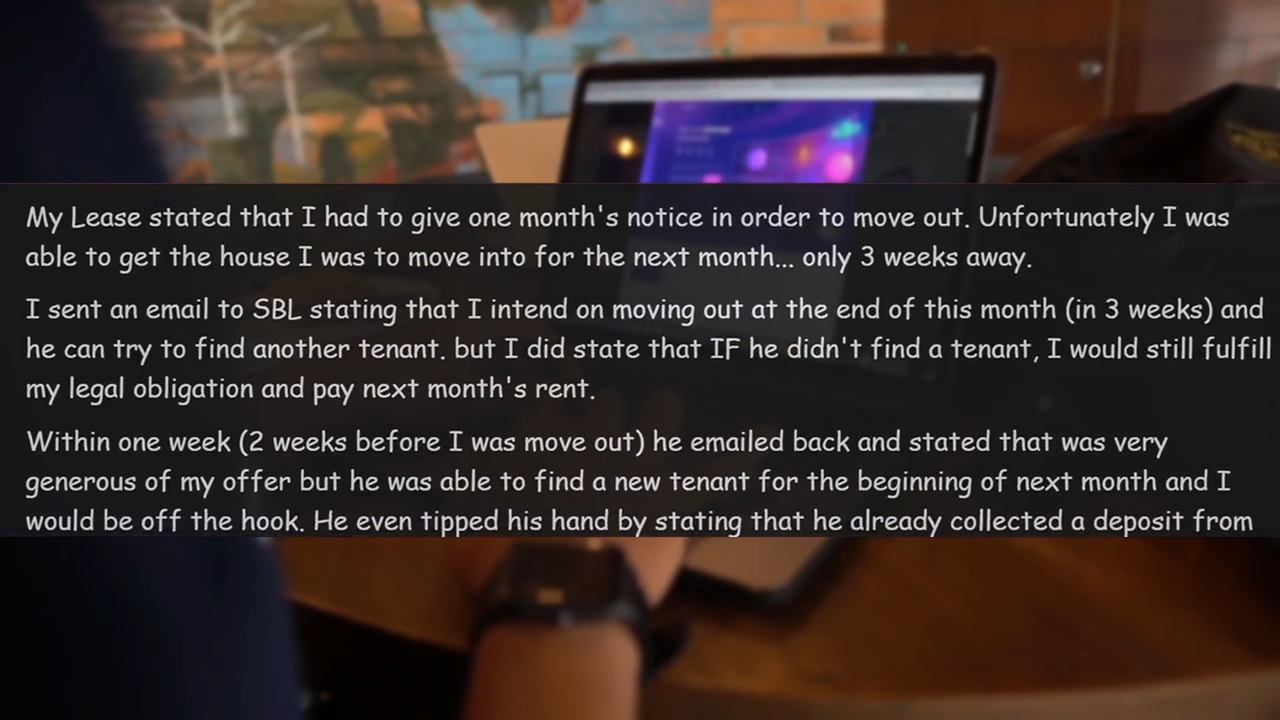 My Lease stated that I had to give one month's notice in order to move out. Unfortunately I was
able to get the house I was to move into for the next month... only 3 weeks away.
I sent an email to SBL stating that I intend on moving out at the end of this month (in 3 weeks) and
he can try to find another tenant. but I did state that IF he didn't find a tenant, I would still fulfill
my legal obligation and pay next month's rent.
Within one week (2 weeks before I was move out) he emailed back and stated that was very
generous of my offer but he was able to find a new tenant for the beginning of next month and I
would be off the hook. He even tipped his hand by stating that he already collected a deposit from